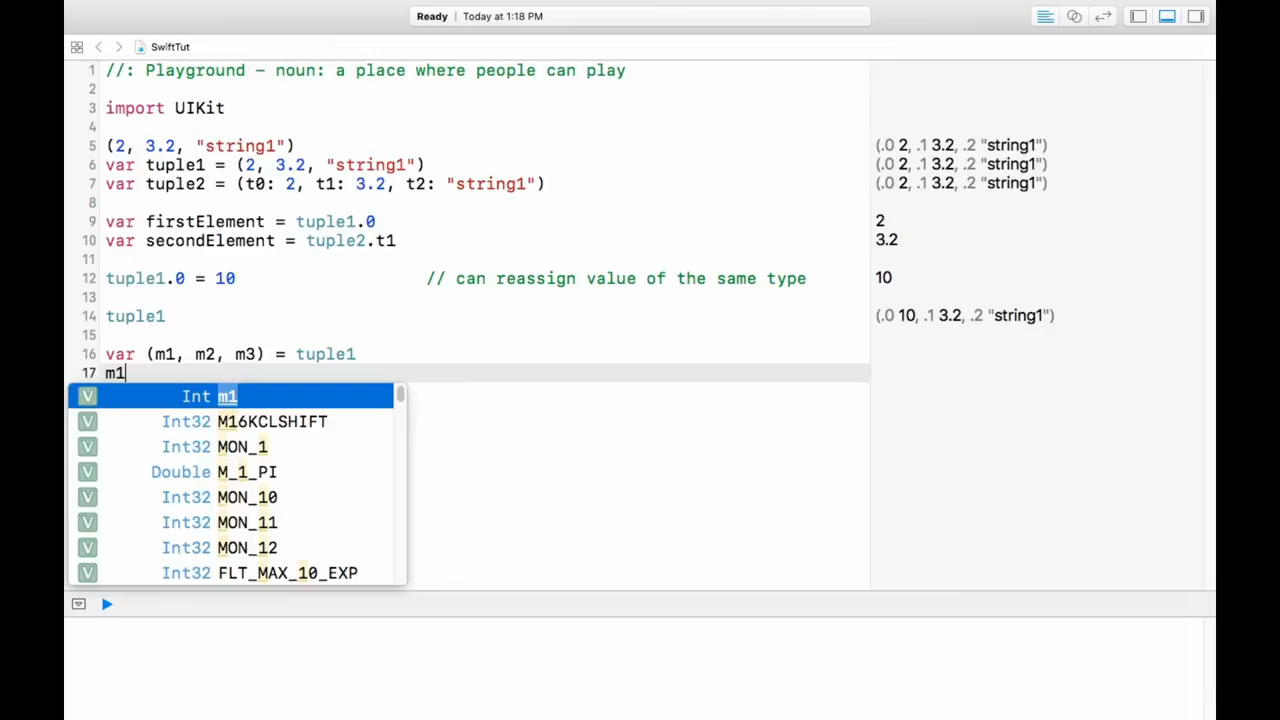 Ready | Today at 1:18 PM
SwiftTut
1 //: Playground – noun: a place where people can play
2
3 import UIKit
4
5 (2, 3.2, "string1") (.0 2, .1 3.2, .2 "string1")
6 var tuple1 = (2, 3.2, "string1") (.0 2, .1 3.2, .2 "string1")
7 var tuple2 = (t0: 2, t1: 3.2, t2: "string1") (.0 2, .1 3.2, .2 "string1")
8
9 var firstElement = tuple1.0 2
10 var secondElement = tuple2.t1 3.2
11
12 tuple1.0 = 10 // can reassign value of the same type 10
13
14 tuple1 (.0 10, .1 3.2, .2 "string1")
15
16 var (m1, m2, m3) = tuple1
17 m1
V Int m1
V Int32 M16KCLSHIFT
V Int32 MON_1
V Double M_1_PI
V Int32 MON_10
V Int32 MON_11
V Int32 MON_12
V Int32 FLT_MAX_10_EXP